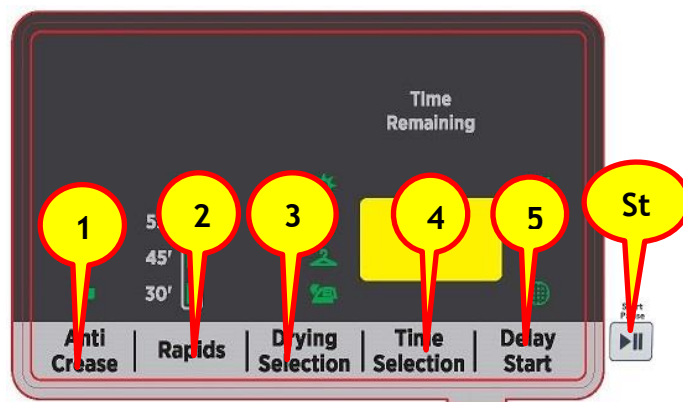 Time
Remaining
1
2
3
4
5
St
45'
30'
Anti
Crease
Rapids
Drying
Selection
Time
Selection
Delay
Start